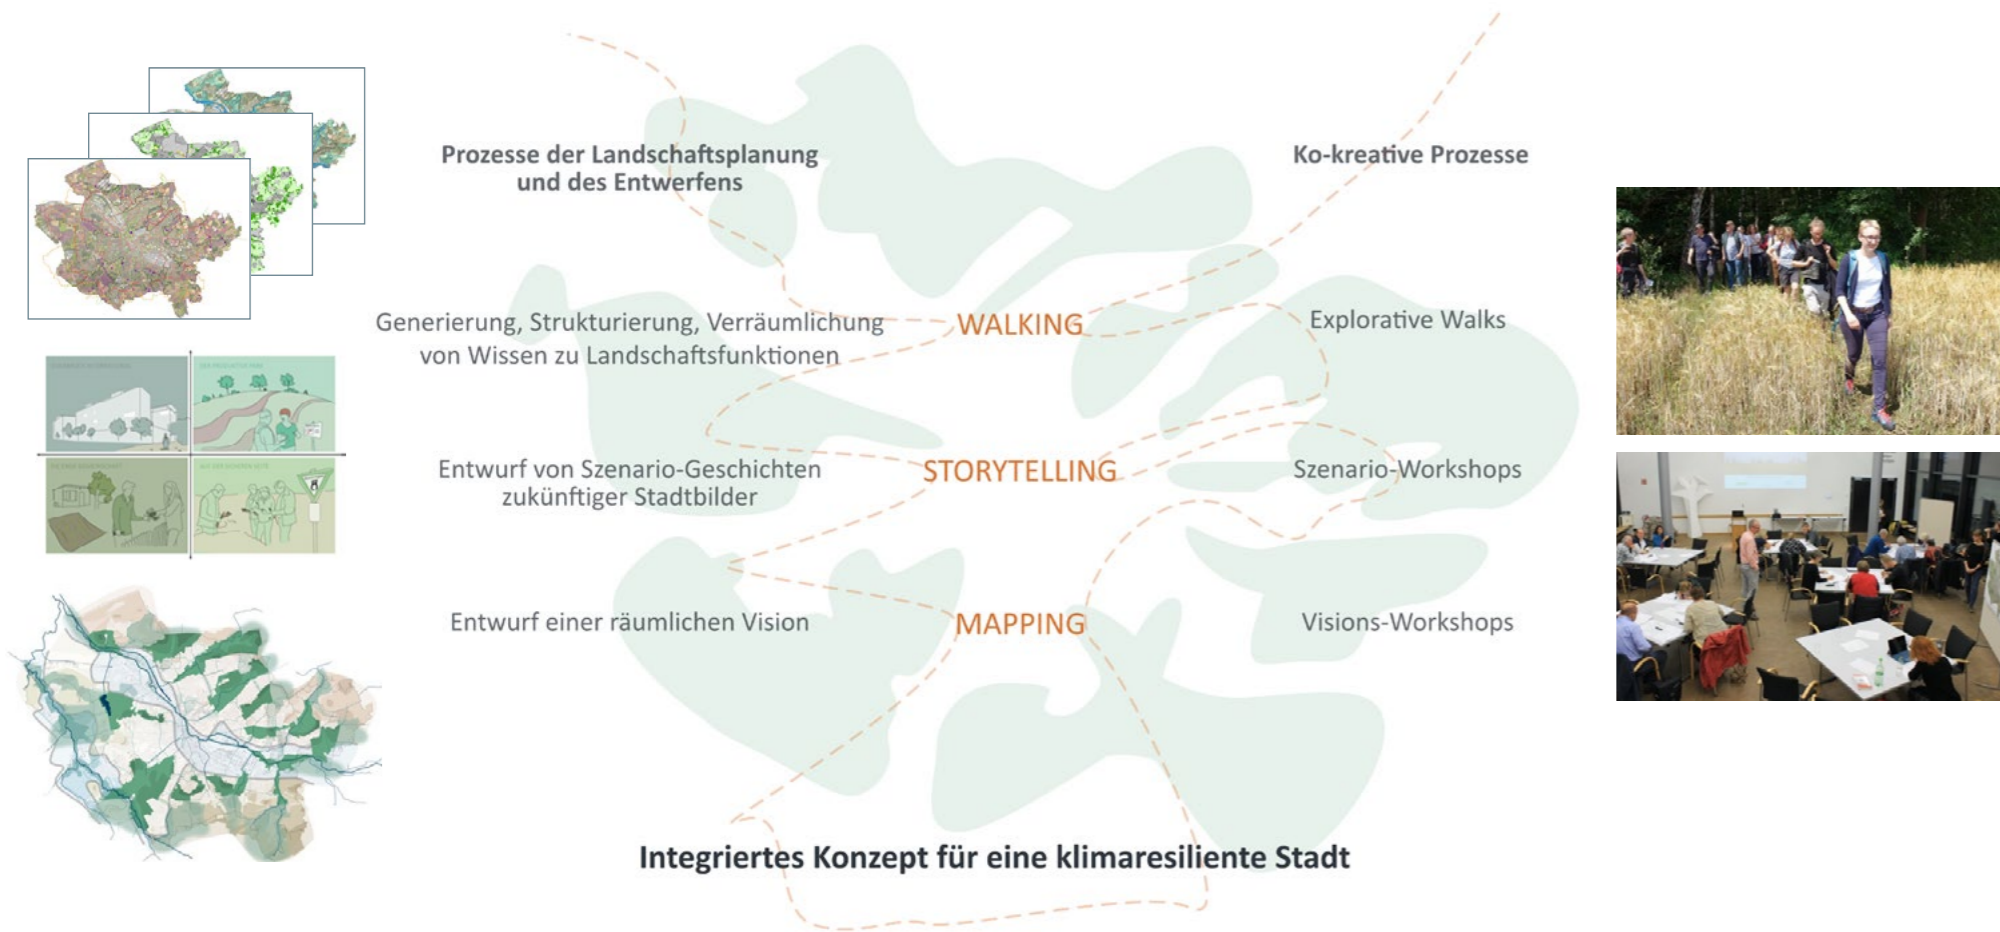 Prozesse der Landschaftsplanung
und des Entwerfens
Ko-kreative Prozesse
Generierung, Strukturierung, Verräumlichung
von Wissen zu Landschaftsfunktionen
WALKING
Explorative Walks
Entwurf von Szenario-Geschichten
zukünftiger Stadtbilder
STORYTELLING
Szenario-Workshops
Entwurf einer räumlichen Vision
MAPPING
Visions-Workshops
Integriertes Konzept für eine klimaresiliente Stadt